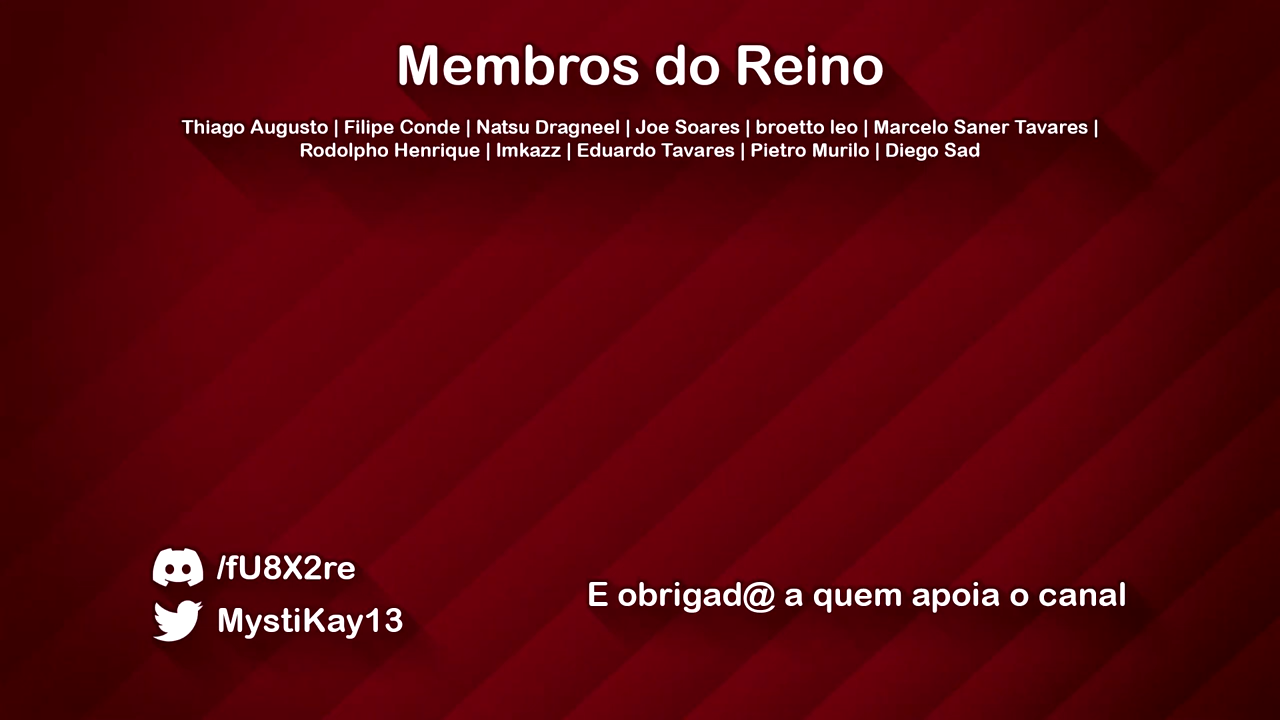 Membros do Reino
Thiago Augusto | Filipe Conde | Natsu Dragneel | Joe Soares | broetto leo | Marcelo Saner Tavares |
Rodolpho Henrique | Imkazz | Eduardo Tavares | Pietro Murilo | Diego Sad
/fU8X2re
MystiKay13
E obrigad@ a quem apoia o canal